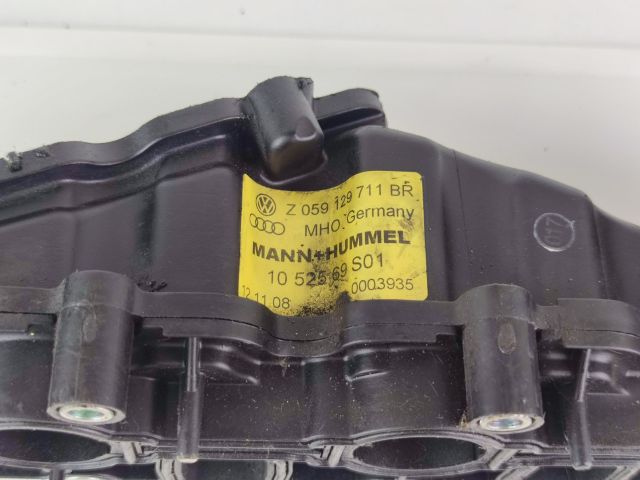 Z 059 129 711 BR
MHO.Germany
MANN+HUMMEL
10 525 69 S01
12.11.08 0003935